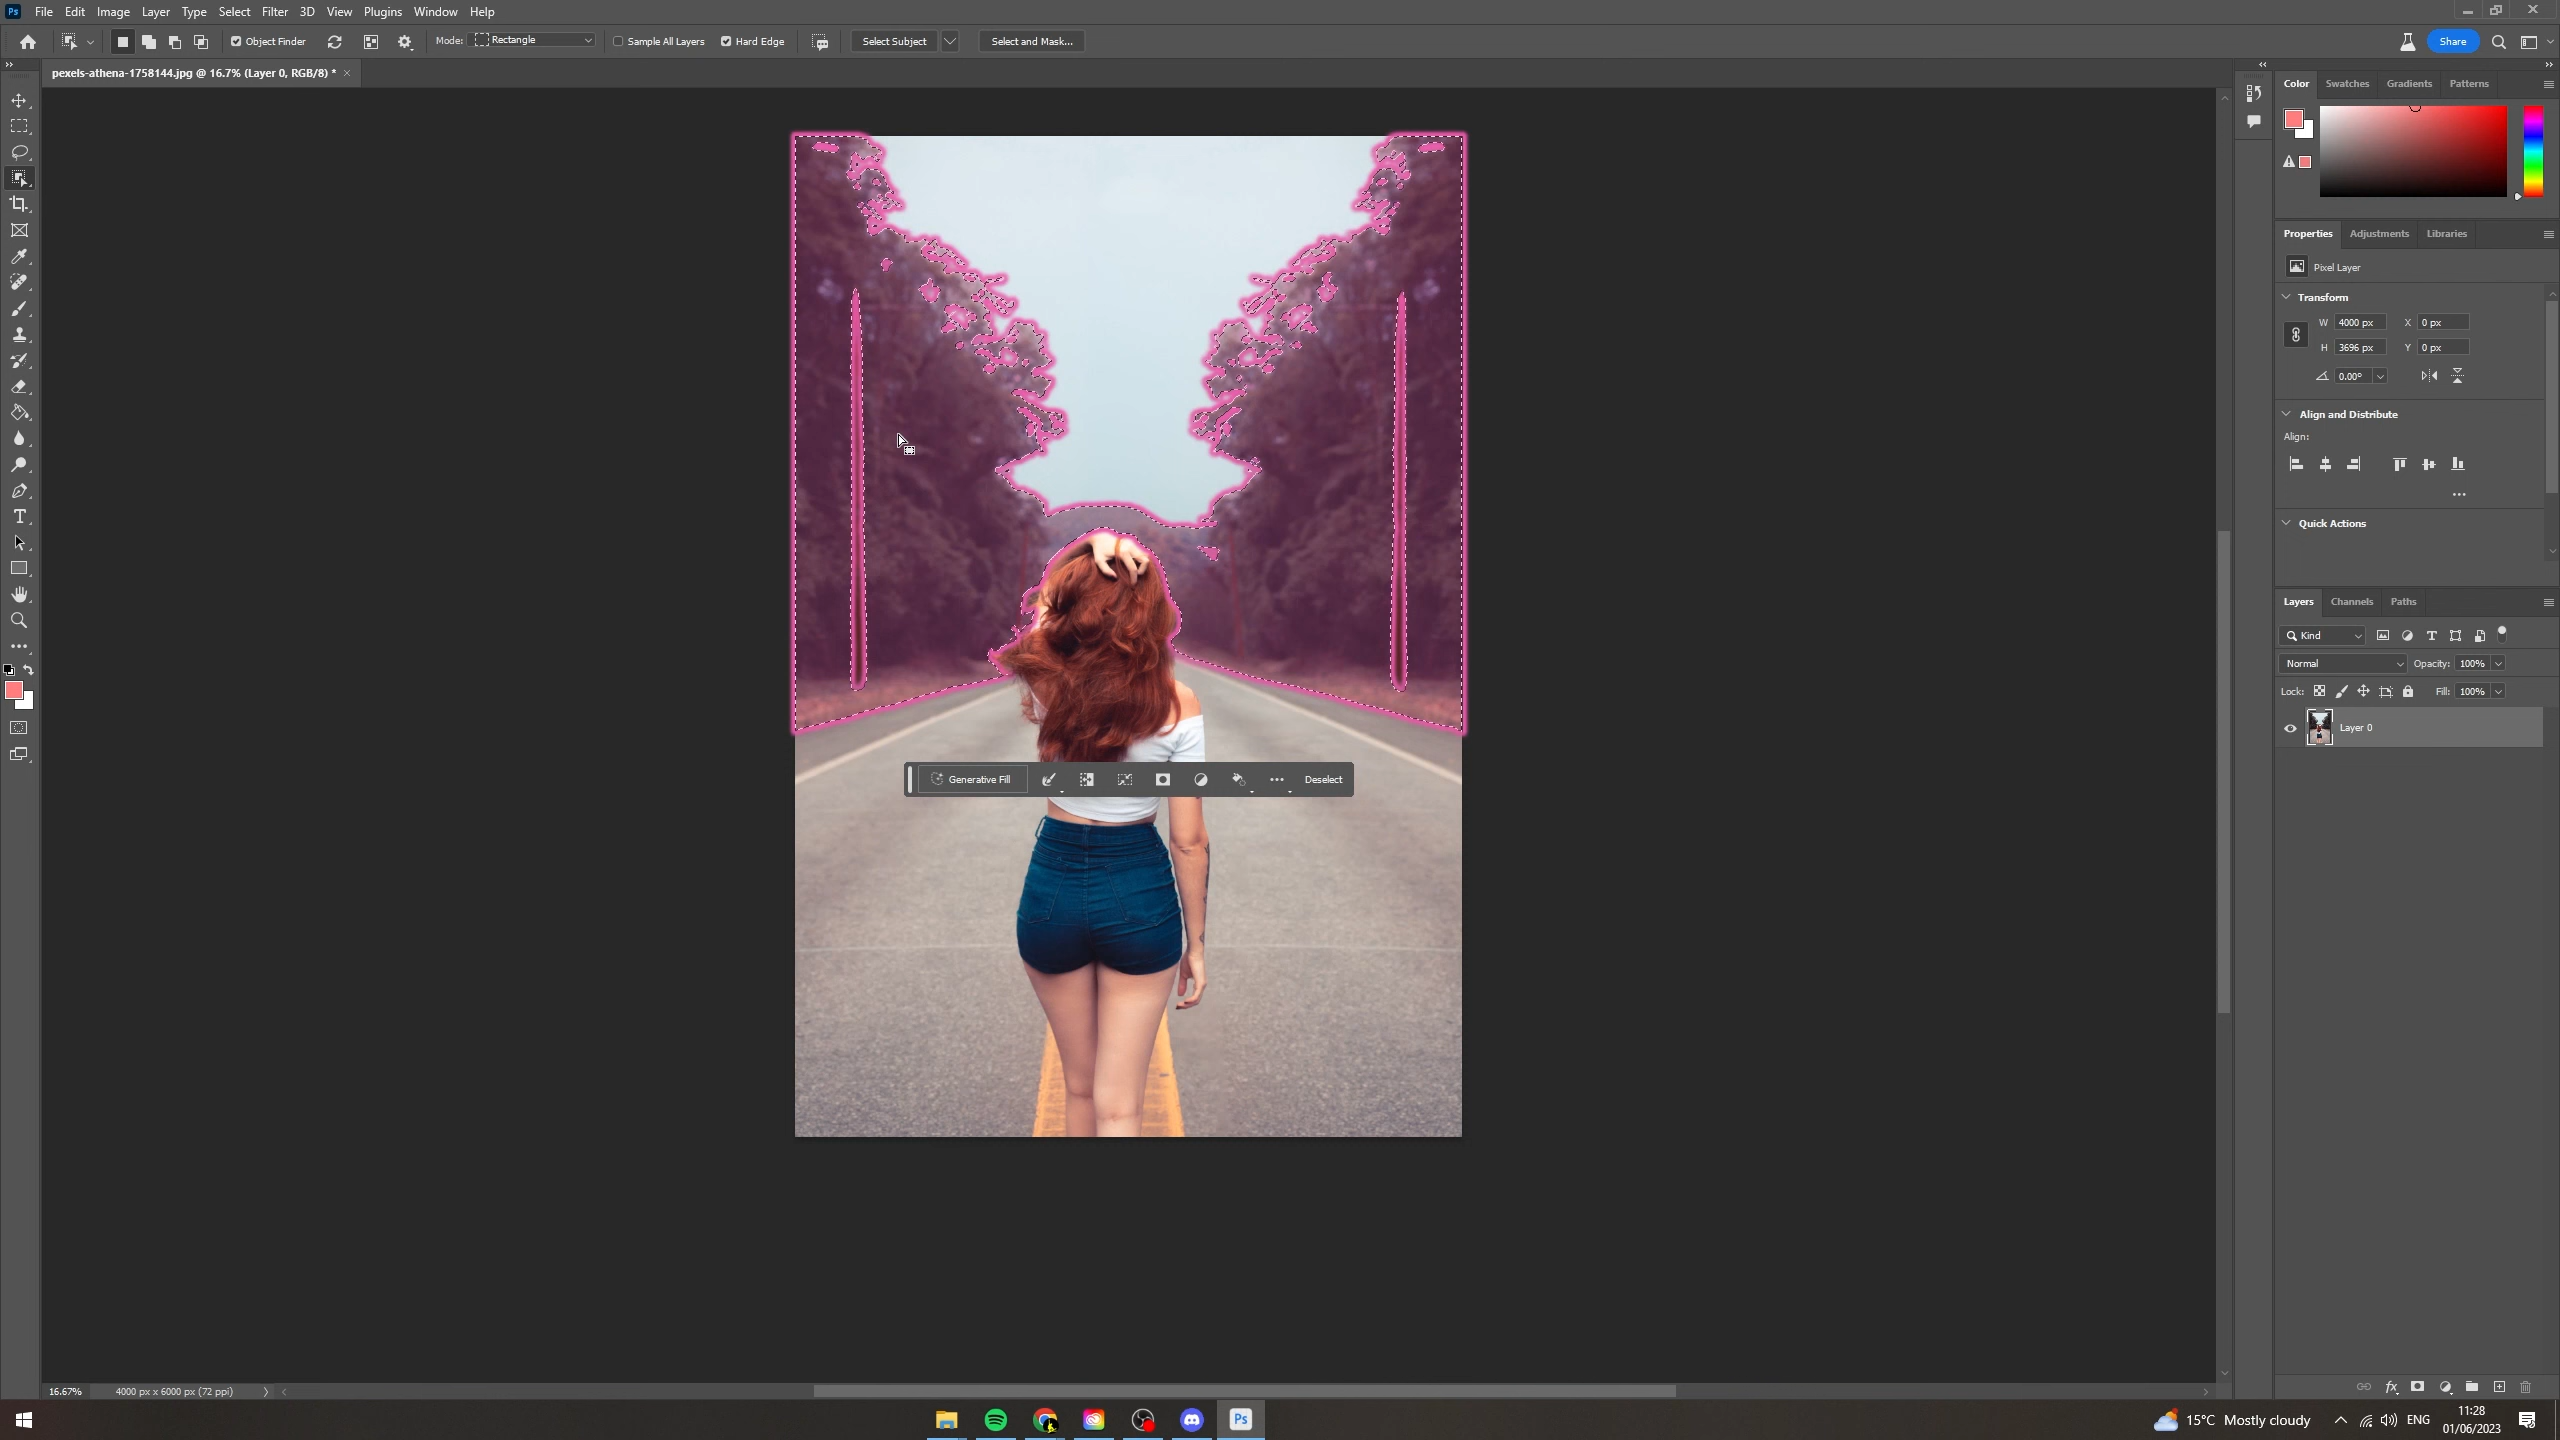 Ps File Edit Image Layer Type Select Filter 3D View Plugins Window Help
Object Finder Mode: Rectangle Sample All Layers Hard Edge Select Subject Select and Mask... Share
pexels-athena-1758144.jpg @ 16.7% (Layer 0, RGB/8) * ×
Color Swatches Gradients Patterns
Properties Adjustments Libraries
Pixel Layer
Transform
W 4000 px X 0 px
H 3696 px Y 0 px
0.00°
Align and Distribute
Align:
Quick Actions
Layers Channels Paths
Kind
Normal Opacity: 100%
Lock: Fill: 100%
Layer 0
Generative Fill Deselect
16.67% 4000 px x 6000 px (72 ppi)
Ps 15°C Mostly cloudy ENG 11:28
01/06/2023